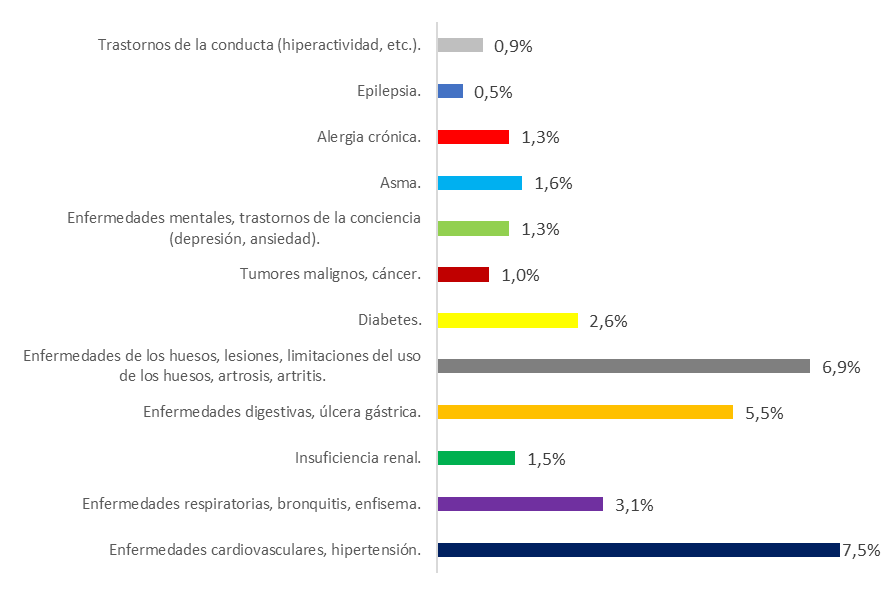 Trastornos de la conducta (hiperactividad, etc.). 0,9%
Epilepsia. 0,5%
Alergia crónica. 1,3%
Asma. 1,6%
Enfermedades mentales, trastornos de la conciencia
(depresión, ansiedad). 1,3%
Tumores malignos, cáncer. 1,0%
Diabetes. 2,6%
Enfermedades de los huesos, lesiones, limitaciones del uso
de los huesos, artrosis, artritis. 6,9%
Enfermedades digestivas, úlcera gástrica. 5,5%
Insuficiencia renal. 1,5%
Enfermedades respiratorias, bronquitis, enfisema. 3,1%
Enfermedades cardiovasculares, hipertensión. 7,5%